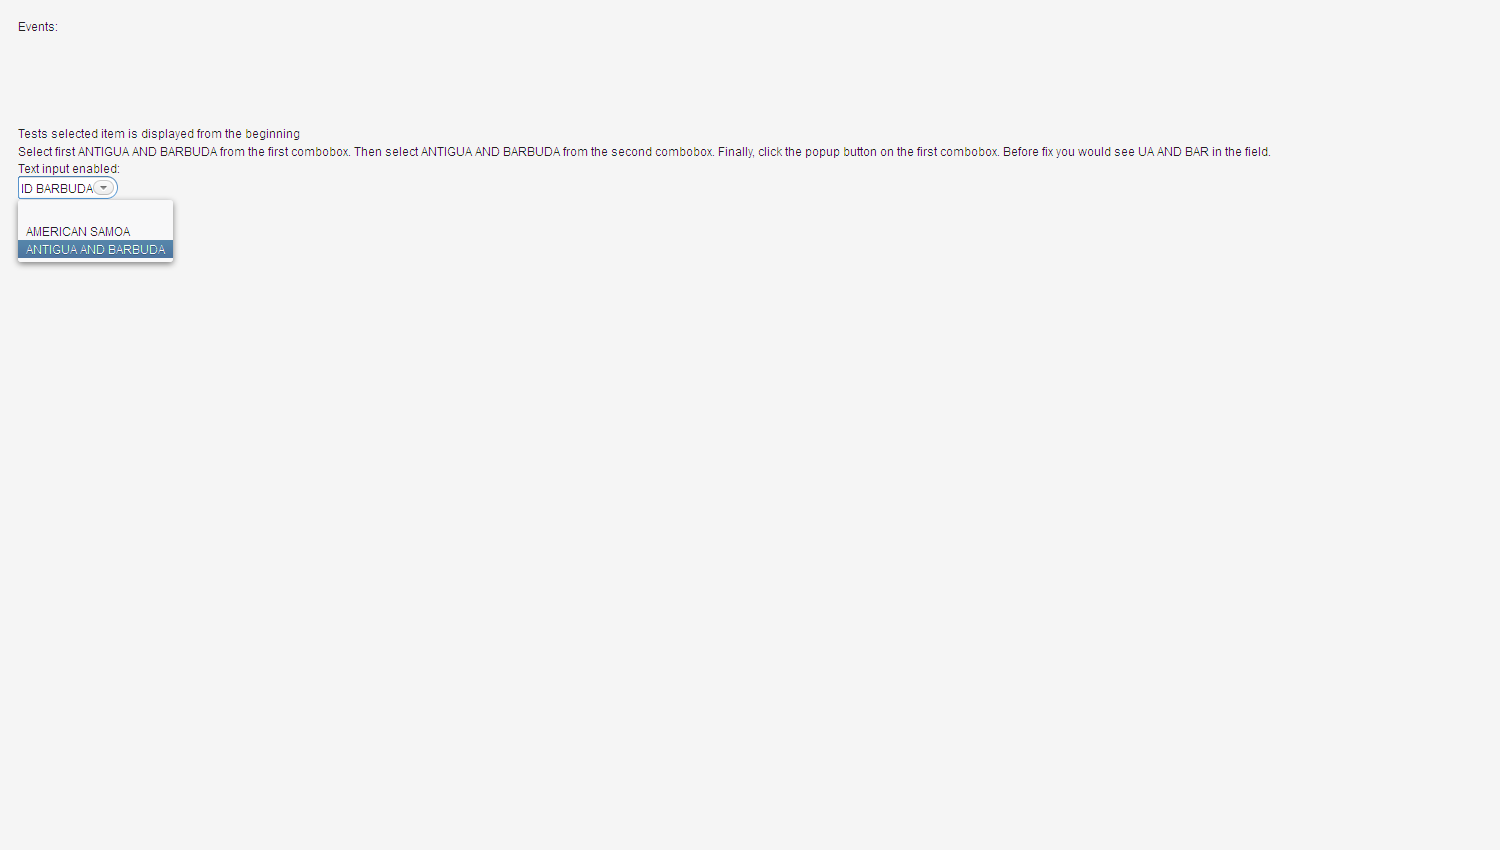 Events:
Tests selected item is displayed from the beginning
Select first ANTIGUA AND BARBUDA from the first combobox. Then select ANTIGUA AND BARBUDA from the second combobox. Finally, click the popup button on the first combobox. Before fix you would see UA AND BAR in the field.
Text input enabled:
ID BARBUDA
AMERICAN SAMOA
ANTIGUA AND BARBUDA